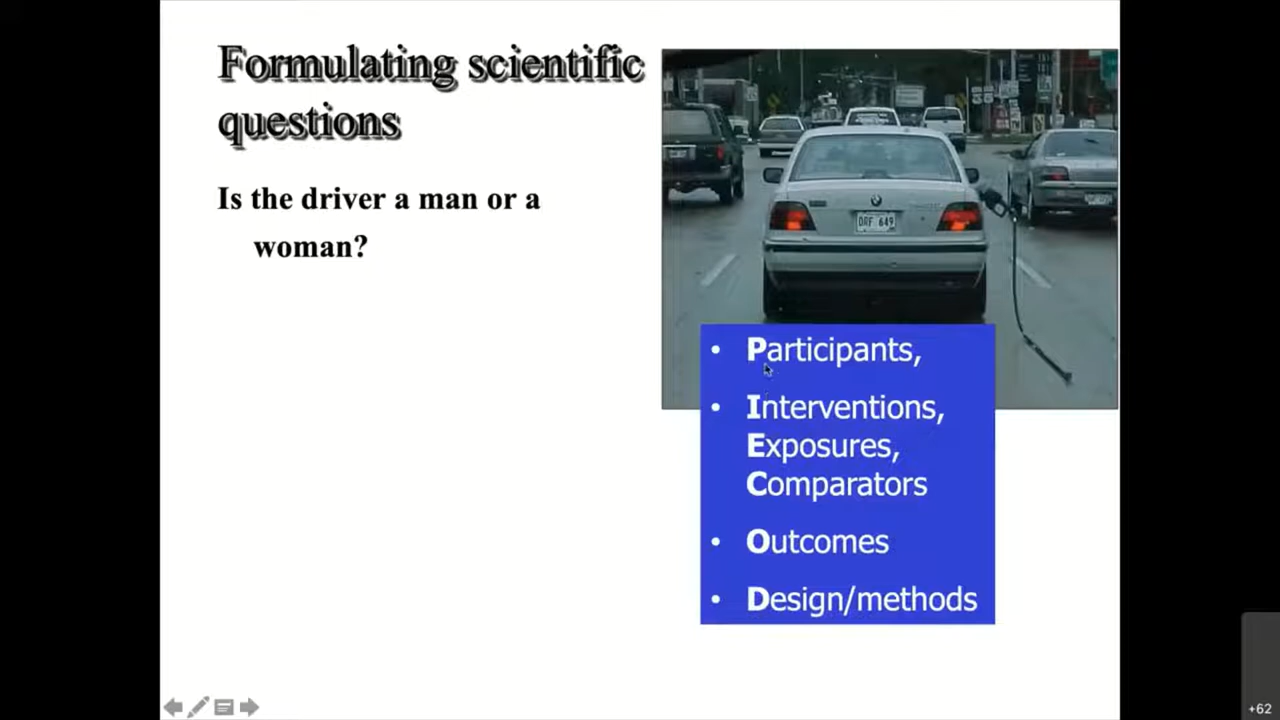 Formulating scientific
questions
Is the driver a man or a
woman?
DRF 649
• Participants,
• Interventions,
Exposures,
Comparators
• Outcomes
• Design/methods
+62